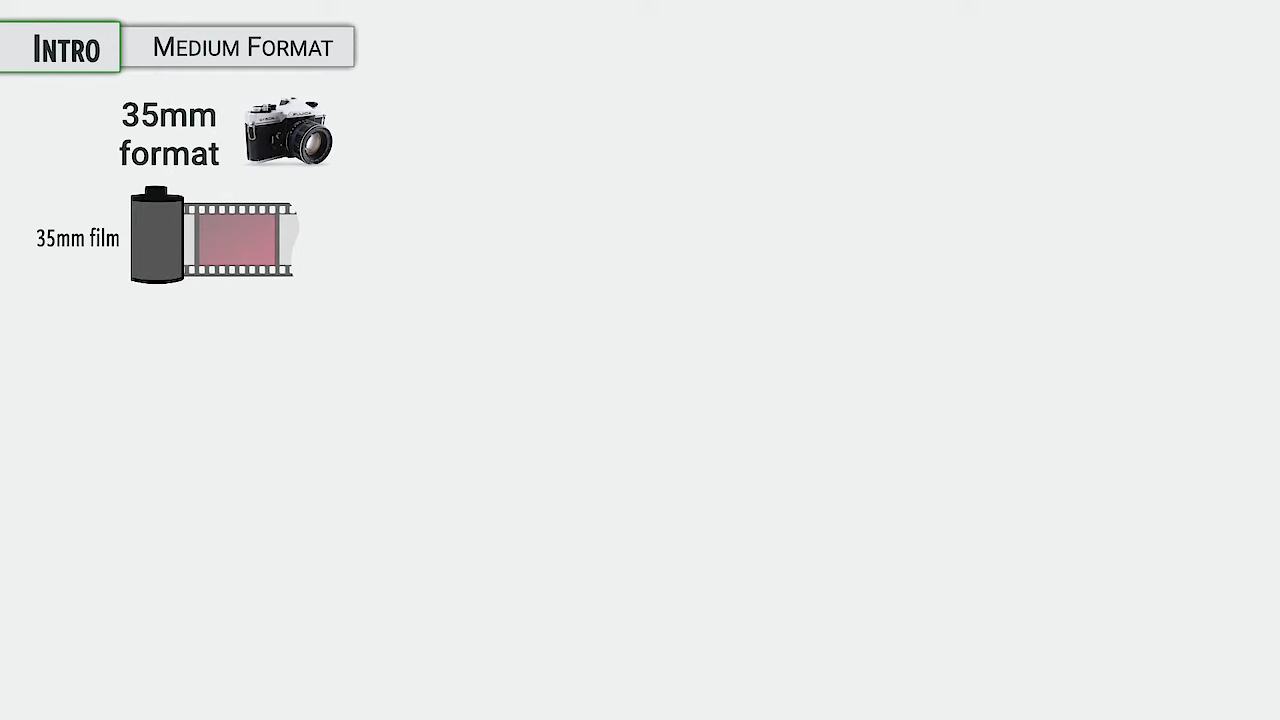 Intro
Medium Format
35mm
format
35mm film